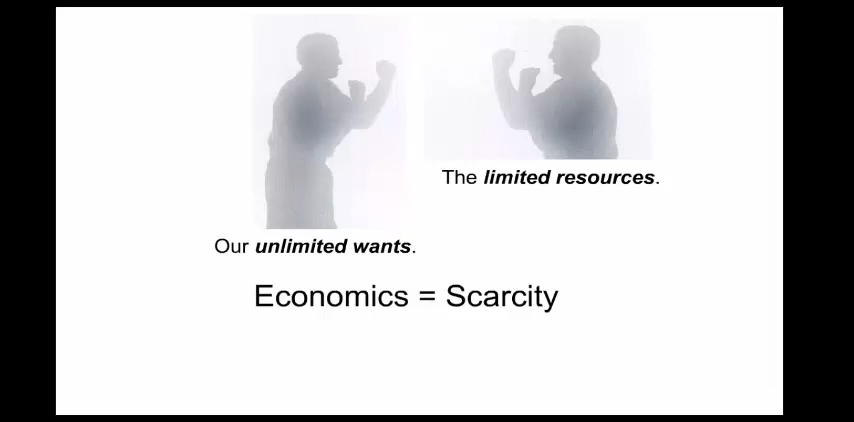 The limited resources.
Our unlimited wants.
Economics = Scarcity